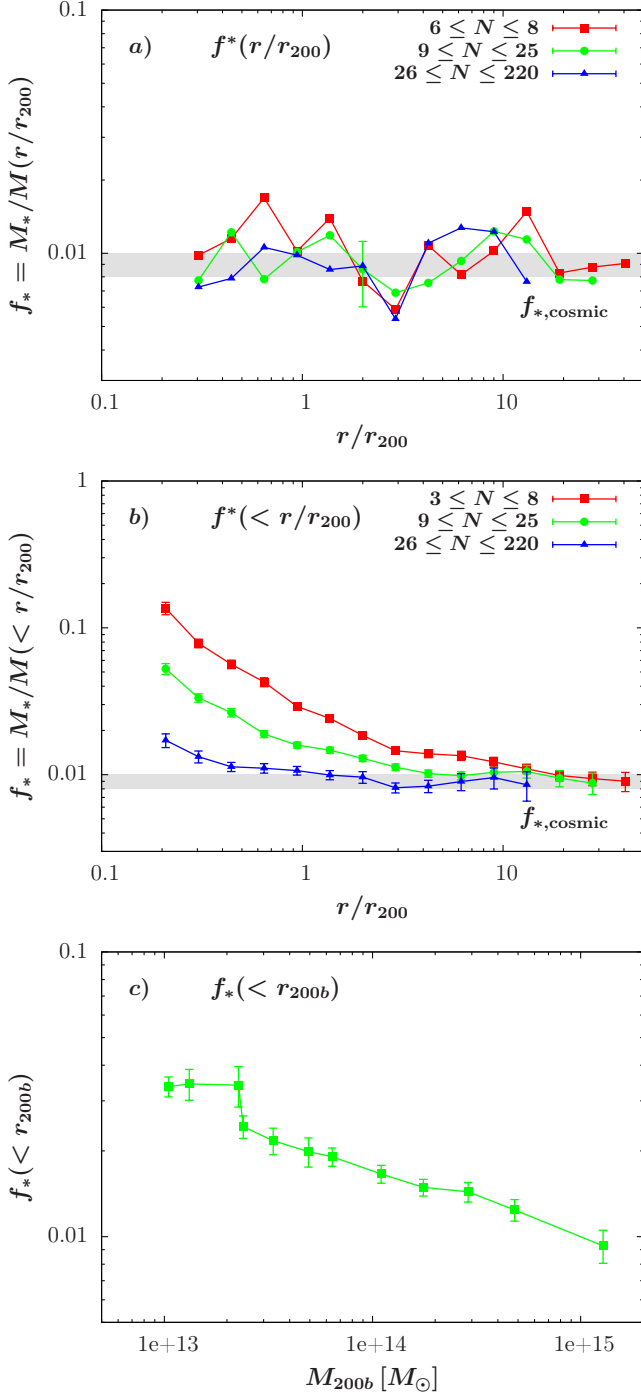 a) f*(r/r200)
6 ≤ N ≤ 8
9 ≤ N ≤ 25
26 ≤ N ≤ 220
0.1
0.01
f*,cosmic
f* = M*/M(r/r200)
0.1 1 10
r/r200
b) f*(< r/r200)
3 ≤ N ≤ 8
9 ≤ N ≤ 25
26 ≤ N ≤ 220
1
0.1
0.01
f*,cosmic
f* = M*/M(< r/r200)
0.1 1 10
r/r200
c) f*(< r200b)
0.1
0.01
f*(< r200b)
1e+13 1e+14 1e+15
M200b [M⊙]